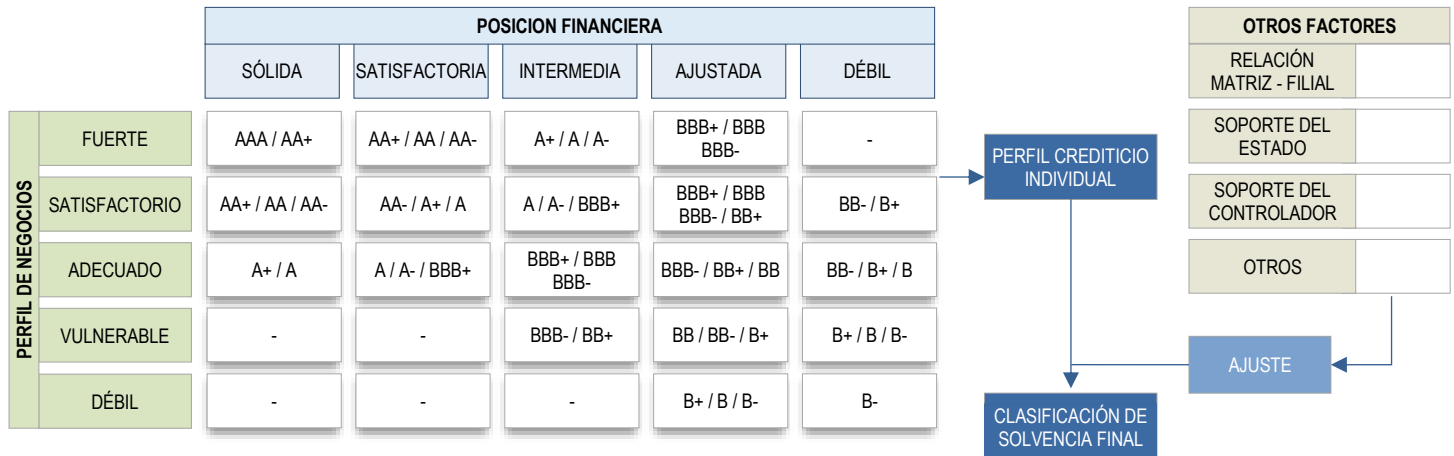 POSICION FINANCIERA
SÓLIDA
SATISFACTORIA
INTERMEDIA
AJUSTADA
DÉBIL
PERFIL DE NEGOCIOS
FUERTE
AAA / AA+
AA+ / AA / AA-
A+ / A / A-
BBB+ / BBB
BBB-
-
SATISFACTORIO
AA+ / AA / AA-
AA- / A+ / A
A / A- / BBB+
BBB+ / BBB
BBB- / BB+
BB- / B+
ADECUADO
A+ / A
A / A- / BBB+
BBB+ / BBB
BBB-
BBB- / BB+ / BB
BB- / B+ / B
VULNERABLE
-
-
BBB- / BB+
BB / BB- / B+
B+ / B / B-
DÉBIL
-
-
-
B+ / B / B-
B-
PERFIL CREDITICIO
INDIVIDUAL
CLASIFICACIÓN DE
SOLVENCIA FINAL
OTROS FACTORES
RELACIÓN
MATRIZ - FILIAL
SOPORTE DEL
ESTADO
SOPORTE DEL
CONTROLADOR
OTROS
AJUSTE